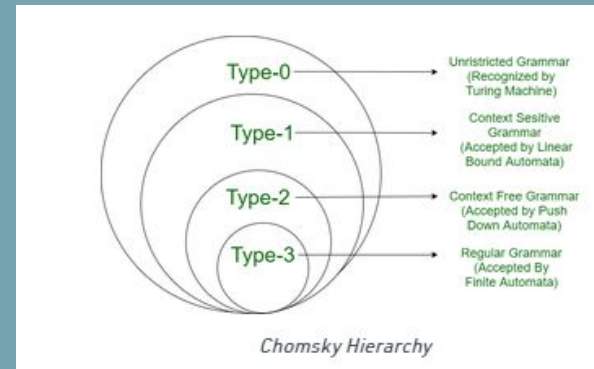 Type-0
Unristricted Grammar
(Recognized by
Turing Machine)
Type-1
Context Sesitive
Grammar
(Accepted by Linear
Bound Automata)
Type-2
Context Free Grammar
(Accepted by Push
Down Automata)
Type-3
Regular Grammar
(Accepted By
Finite Automata)
Chomsky Hierarchy